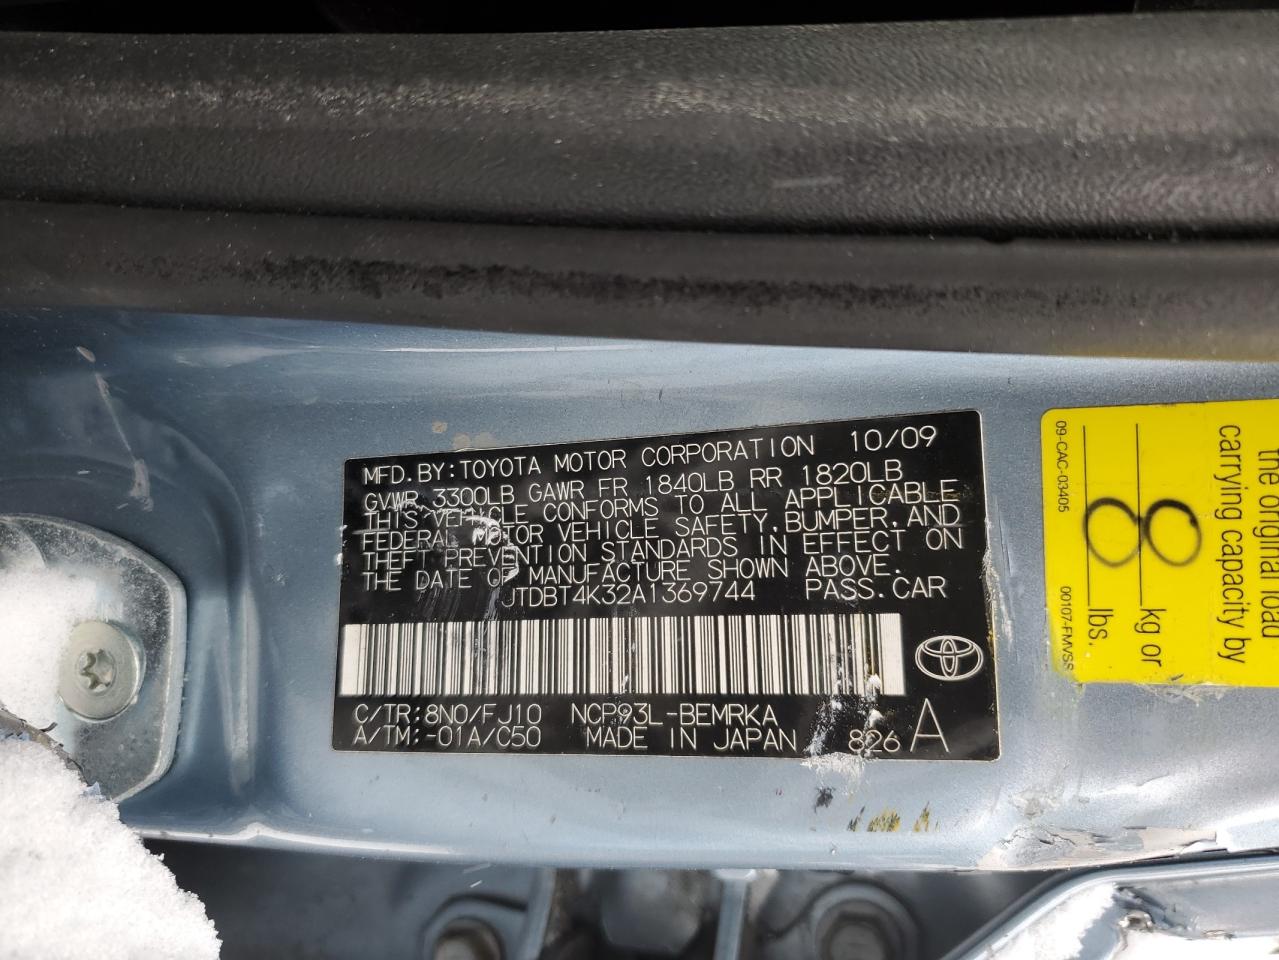 MFD. BY: TOYOTA MOTOR CORPORATION 10/09
GVWR 3300LB GAWR FR 1840LB RR 1820LB
THIS VEHICLE CONFORMS TO ALL APPLICABLE
FEDERAL MOTOR VEHICLE SAFETY, BUMPER, AND
THEFT PREVENTION STANDARDS IN EFFECT ON
THE DATE OF MANUFACTURE SHOWN ABOVE.
JTDBT4K32A1369744 PASS. CAR
C/TR: 8N0/FJ10 NCP93L-BEMRKA
A/TM: -01A/C50 MADE IN JAPAN 826 A
the original load
carrying capacity by
8 kg or
8 lbs.
09-CAC-03405 00107-FMVSS